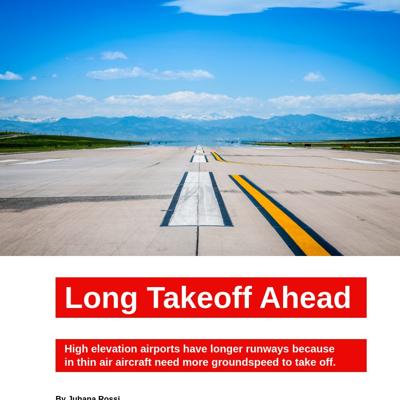 Long Takeoff Ahead
High elevation airports have longer runways because
in thin air aircraft need more groundspeed to take off.
By Juhana Rossi